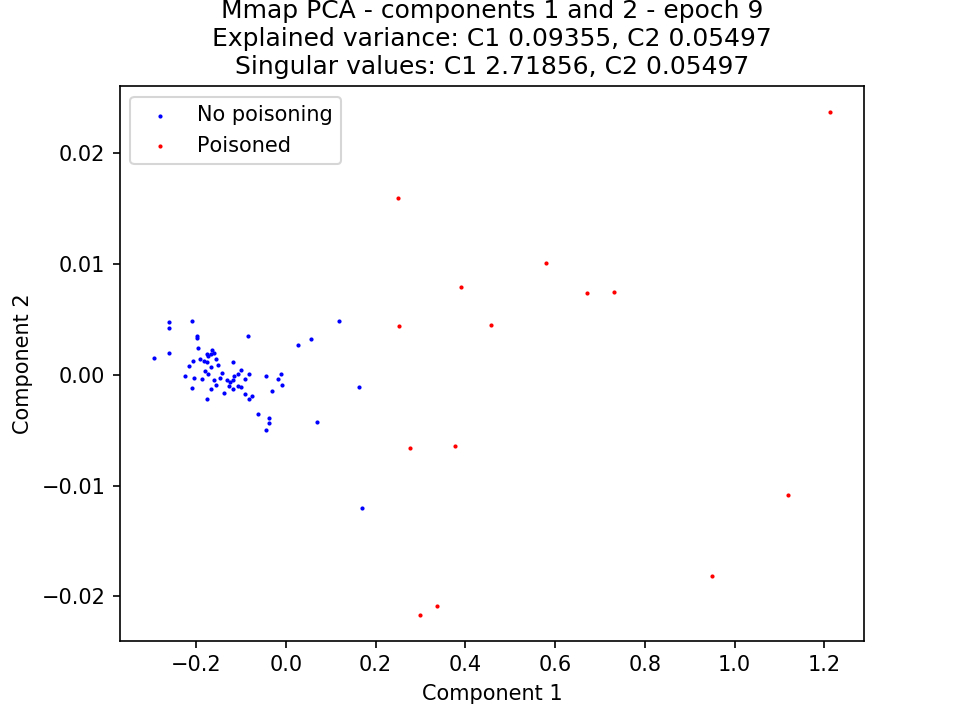 Mmap PCA - components 1 and 2 - epoch 9
Explained variance: C1 0.09355, C2 0.05497
Singular values: C1 2.71856, C2 0.05497
No poisoning
Poisoned
0.02
0.01
0.00
−0.01
−0.02
Component 2
−0.2 0.0 0.2 0.4 0.6 0.8 1.0 1.2
Component 1